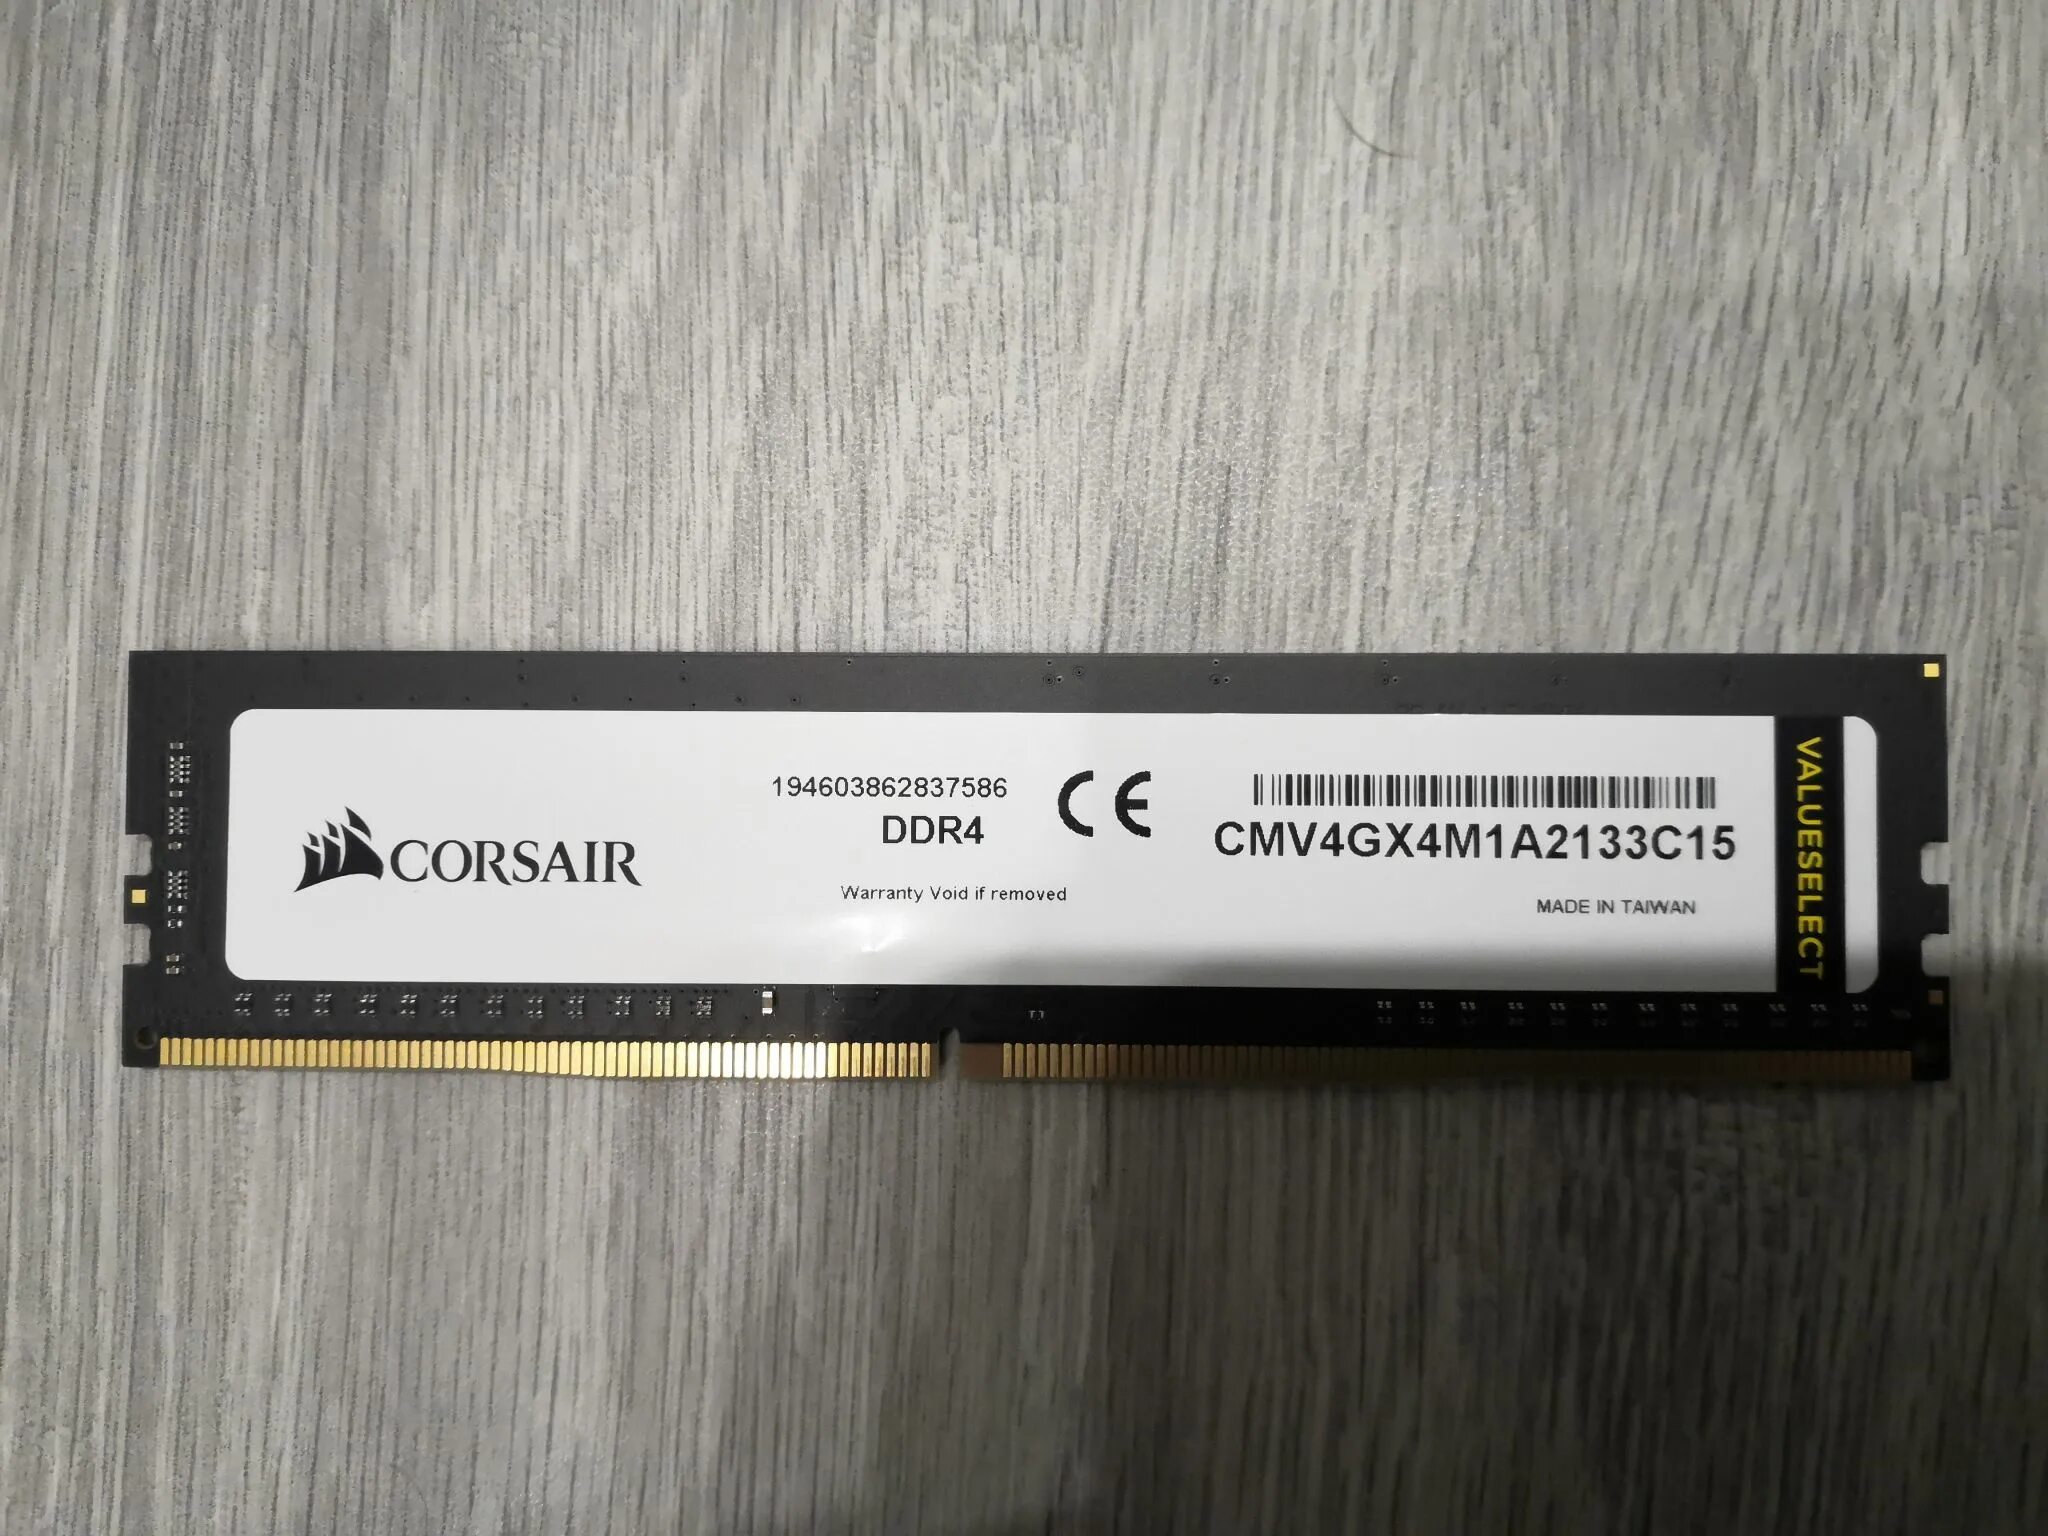 CORSAIR
194603862837586
DDR4
CE
Warranty Void if removed
CMV4GX4M1A2133C15
MADE IN TAIWAN
VALUESELECT